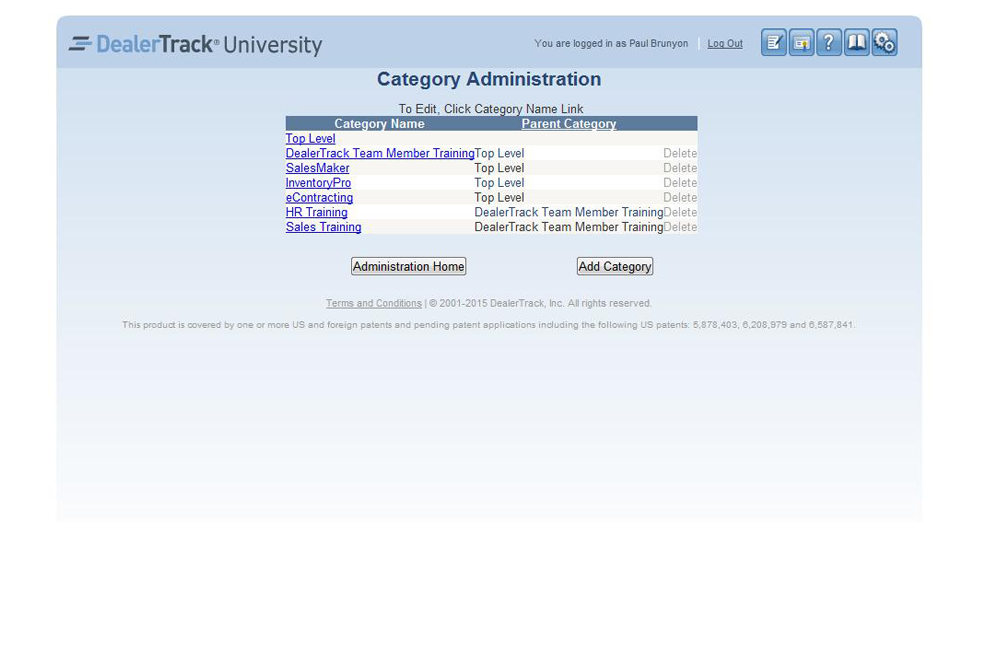 DealerTrack® University
You are logged in as Paul Brunyon | Log Out
Category Administration
To Edit, Click Category Name Link
Category Name Parent Category
Top Level
DealerTrack Team Member Training Top Level Delete
SalesMaker Top Level Delete
InventoryPro Top Level Delete
eContracting Top Level Delete
HR Training DealerTrack Team Member Training Delete
Sales Training DealerTrack Team Member Training Delete
Administration Home Add Category
Terms and Conditions | © 2001-2015 DealerTrack, Inc. All rights reserved.
This product is covered by one or more US and foreign patents and pending patent applications including the following US patents: 5,878,403, 6,208,979 and 6,587,841.